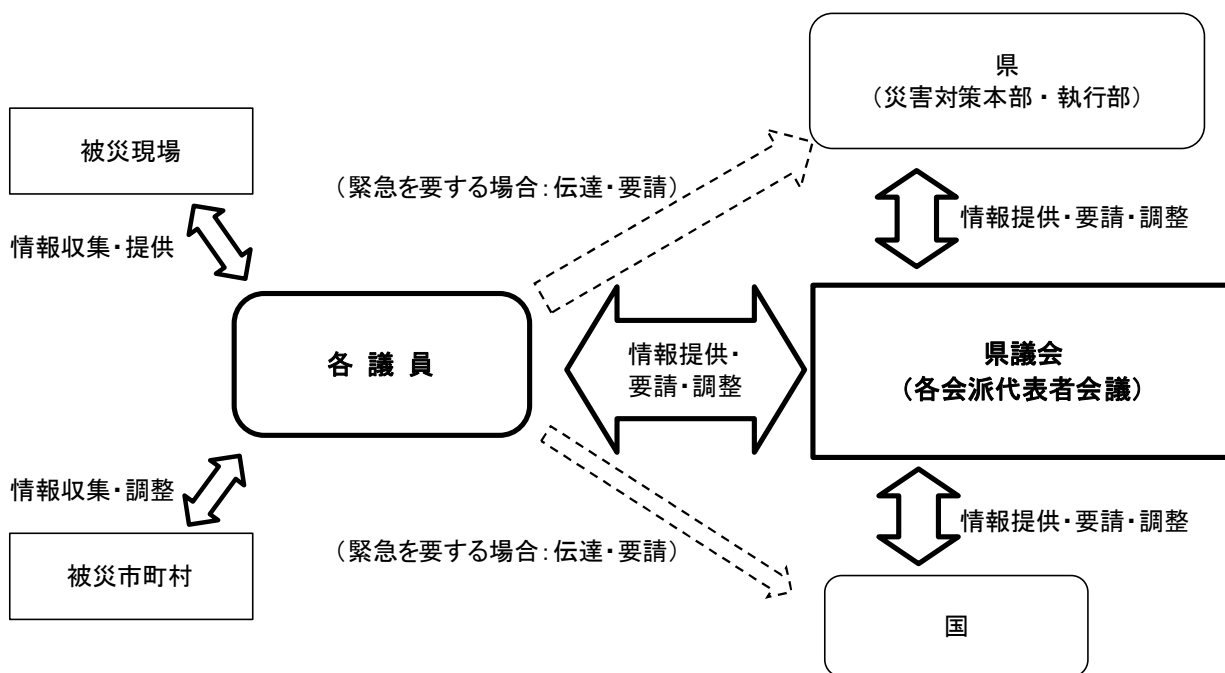 県
（災害対策本部・執行部）
被災現場
（緊急を要する場合：伝達・要請）
情報収集・提供
情報提供・要請・調整
各 議 員
情報提供・
要請・調整
県議会
（各会派代表者会議）
情報収集・調整
情報提供・要請・調整
（緊急を要する場合：伝達・要請）
被災市町村
国